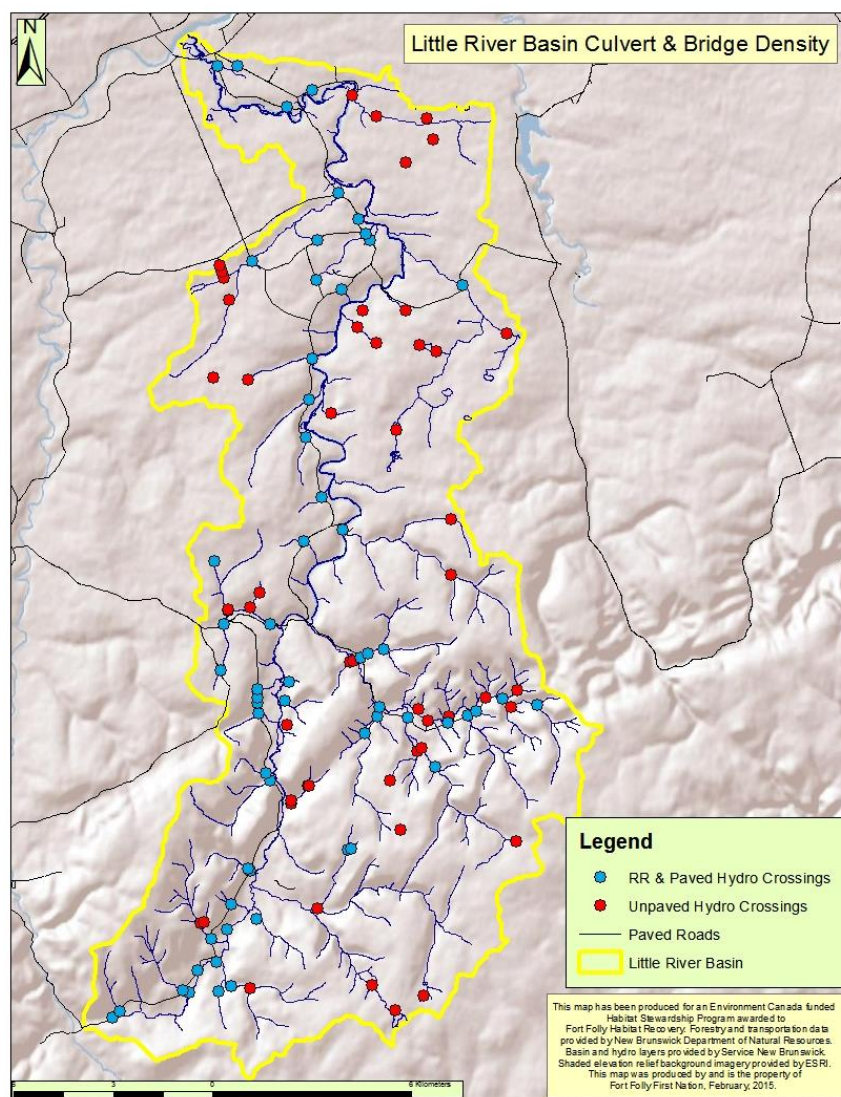 N
Little River Basin Culvert & Bridge Density
Legend
RR & Paved Hydro Crossings
Unpaved Hydro Crossings
Paved Roads
Little River Basin
This map has been produced for an Environment Canada funded
Habitat Stewardship Program awarded to
Fort Folly Habitat Recovery. Forestry and transportation data
provided by New Brunswick Department of Natural Resources.
Basin and hydro layers provided by Service New Brunswick.
Shaded elevation relief background imagery provided by ESRI.
This map was produced by and is the property of
Fort Folly First Nation, February, 2015.
3 0 6 Kilometers